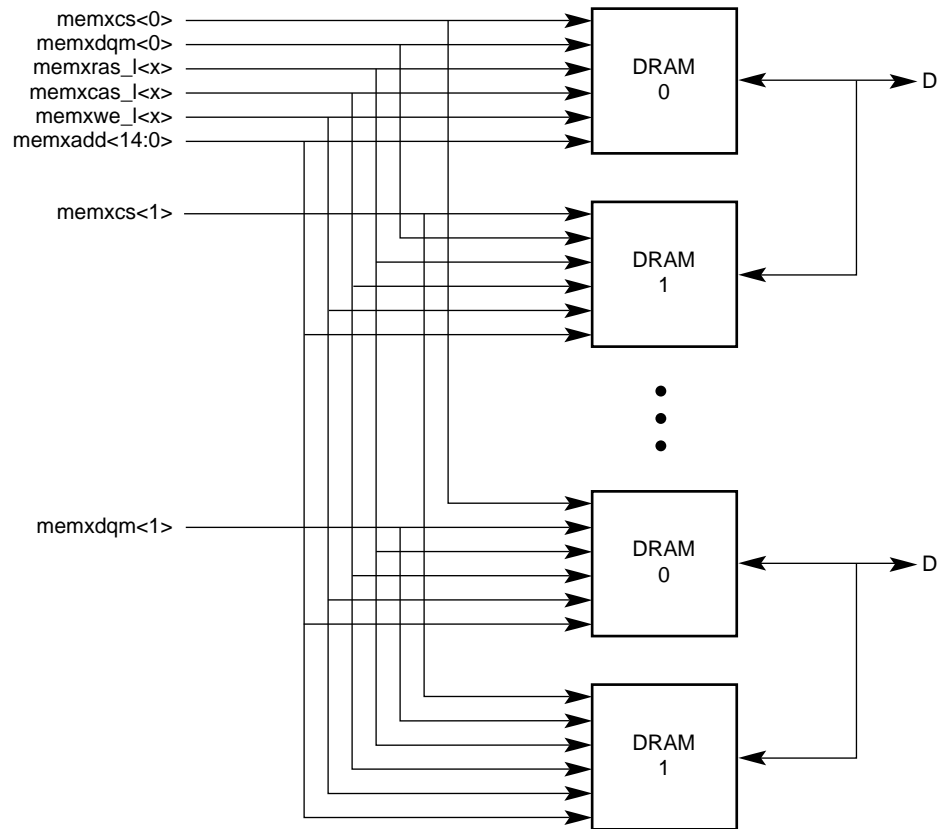 memxcs<0>
memxdqm<0>
memxras_l<x>
memxcas_l<x>
memxwe_l<x>
memxadd<14:0>
DRAM
0
D
memxcs<1>
DRAM
1
memxdqm<1>
DRAM
0
D
DRAM
1